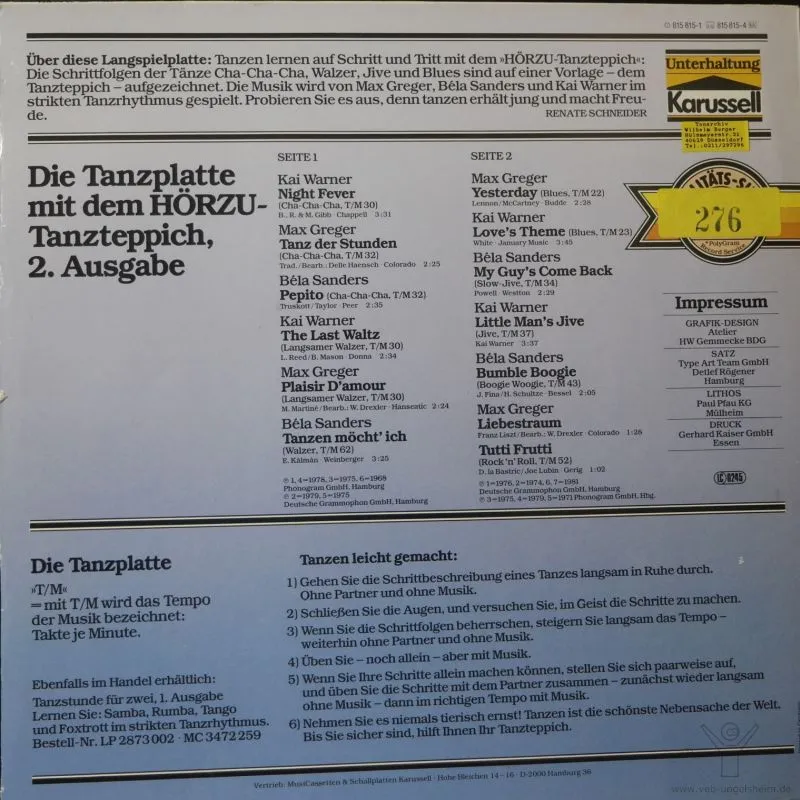 815 815-1 815 815-4
Über diese Langspielplatte: Tanzen lernen auf Schritt und Tritt mit dem »HÖRZU-Tanzteppich«:
Die Schrittfolgen der Tänze Cha-Cha-Cha, Walzer, Jive und Blues sind auf einer Vorlage – dem
Tanzteppich – aufgezeichnet. Die Musik wird von Max Greger, Béla Sanders und Kai Warner im
strikten Tanzrhythmus gespielt. Probieren Sie es aus, denn tanzen erhält jung und macht Freu-
de.
RENATE SCHNEIDER
Unterhaltung
Karussell
Tanzarchiv
Wilhelm Burger
40629 Düsseldorf
Tel.:0211/297296
Die Tanzplatte
mit dem HÖRZU-
Tanzteppich,
2. Ausgabe
SEITE 1
Kai Warner
Night Fever
(Cha-Cha-Cha, T/M 30)
B., R. & M. Gibb · Chappell 3:31
Max Greger
Tanz der Stunden
(Cha-Cha-Cha, T/M 32)
Trad./Bearb.: Delle Haensch · Colorado 2:25
Béla Sanders
Pepito (Cha-Cha-Cha, T/M 32)
Truskott/Taylor · Peer 2:35
Kai Warner
The Last Waltz
(Langsamer Walzer, T/M 30)
L. Reed/B. Mason · Donna 2:34
Max Greger
Plaisir D'amour
(Langsamer Walzer, T/M 30)
M. Martiné/Bearb.: W. Drexler · Hanseatic 2:24
Béla Sanders
Tanzen möcht' ich
(Walzer, T/M 62)
E. Kálmán · Weinberger 3:25
℗ 1, 4=1978, 3=1975, 6=1968
Phonogram GmbH, Hamburg
℗ 2=1979, 5=1975
Deutsche Grammophon GmbH, Hamburg
SEITE 2
Max Greger
Yesterday (Blues, T/M 22)
Lennon/McCartney · Budde 2:28
Kai Warner
Love's Theme (Blues, T/M 23)
White · January Music 3:45
Béla Sanders
My Guy's Come Back
(Slow-Jive, T/M 34)
Powell · Westton 2:29
Kai Warner
Little Man's Jive
(Jive, T/M 37)
Kai Warner 3:37
Béla Sanders
Bumble Boogie
(Boogie Woogie, T/M 43)
J. Fina/H. Schultze · Bessel 2:05
Max Greger
Liebestraum
Franz Liszt/Bearb.: W. Drexler · Colorado 1:26
Tutti Frutti
(Rock'n'Roll, T/M 52)
D. la Bastrie/Joe Lubin · Gerig 1:02
℗ 1=1976, 2=1974, 6, 7=1981
Deutsche Grammophon GmbH, Hamburg
℗ 3=1975, 4=1979, 5=1971 Phonogram GmbH, Hbg.
ITÄTS-S
276
PolyGram
Record Service
Impressum
GRAFIK-DESIGN
Atelier
HW Gemmecke BDG
SATZ
Type Art Team GmbH
Detlef Rögener
Hamburg
LITHOS
Paul Pfau KG
Mülheim
DRUCK
Gerhard Kaiser GmbH
Essen
LC 0245
Die Tanzplatte
»T/M«
= mit T/M wird das Tempo
der Musik bezeichnet:
Takte je Minute.
Ebenfalls im Handel erhältlich:
Tanzstunde für zwei, 1. Ausgabe
Lernen Sie: Samba, Rumba, Tango
und Foxtrott im strikten Tanzrhythmus.
Bestell-Nr. LP 2873 002 · MC 3472 259
Tanzen leicht gemacht:
1) Gehen Sie die Schrittbeschreibung eines Tanzes langsam in Ruhe durch.
Ohne Partner und ohne Musik.
2) Schließen Sie die Augen, und versuchen Sie, im Geist die Schritte zu machen.
3) Wenn Sie die Schrittfolgen beherrschen, steigern Sie langsam das Tempo –
weiterhin ohne Partner und ohne Musik.
4) Üben Sie – noch allein – aber mit Musik.
5) Wenn Sie Ihre Schritte allein machen können, stellen Sie sich paarweise auf,
und üben Sie die Schritte mit dem Partner zusammen – zunächst wieder langsam
ohne Musik – dann im richtigen Tempo mit Musik.
6) Nehmen Sie es niemals tierisch ernst! Tanzen ist die schönste Nebensache der Welt.
Bis Sie sicher sind, hilft Ihnen Ihr Tanzteppich.
Vertrieb: MusiCassetten & Schallplatten Karussell · Hohe Bleichen 14–16 · D-2000 Hamburg 36
www.vcb-ungelsheim.de